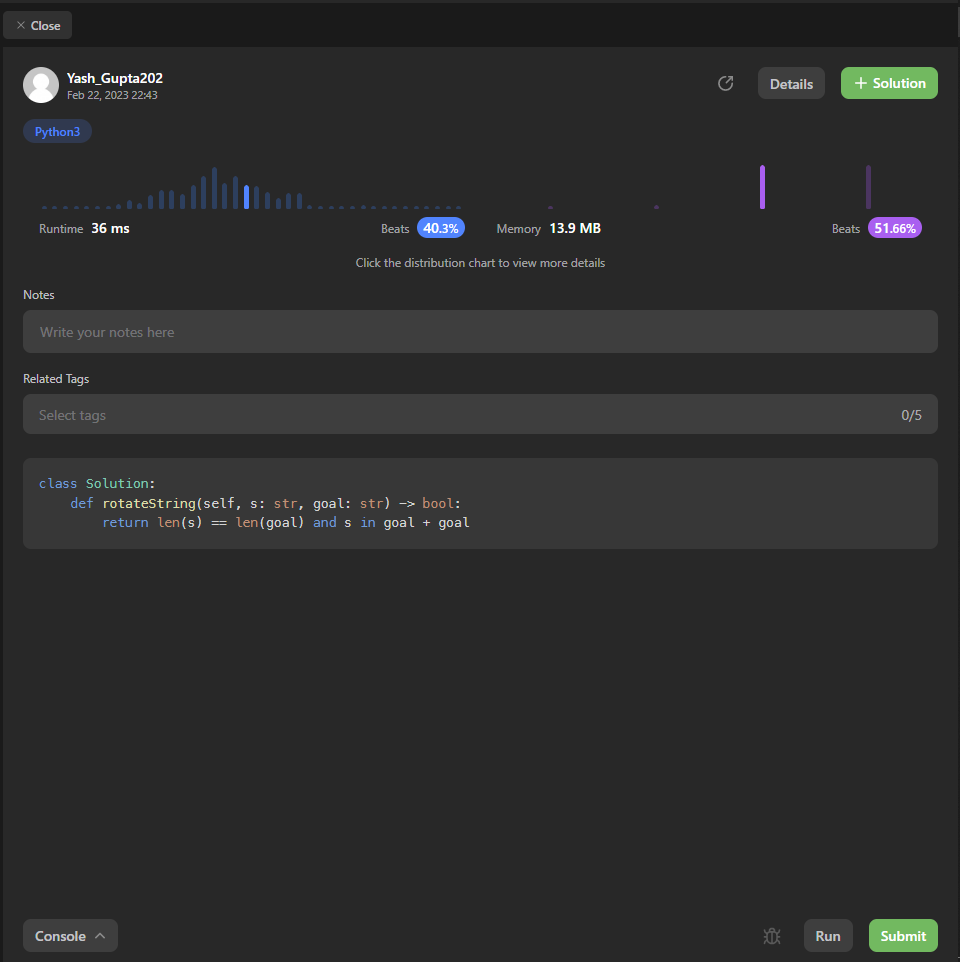 Close
Yash_Gupta202
Feb 22, 2023 22:43
Details
+ Solution
Python3
Runtime 36 ms Beats 40.3% Memory 13.9 MB Beats 51.66%
Click the distribution chart to view more details
Notes
Write your notes here
Related Tags
Select tags 0/5
class Solution:
    def rotateString(self, s: str, goal: str) -> bool:
        return len(s) == len(goal) and s in goal + goal
Console Run Submit